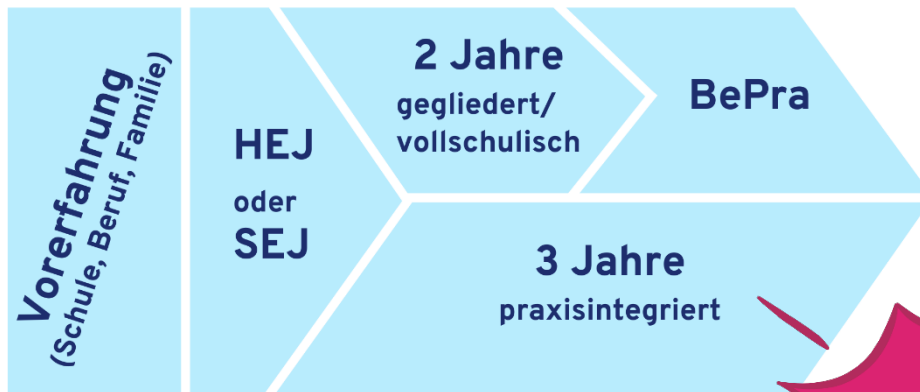 Vorerfahrung
(Schule, Beruf, Familie)
HEJ
oder
SEJ
2 Jahre
gegliedert/
vollschulisch
BePra
3 Jahre
praxisintegriert